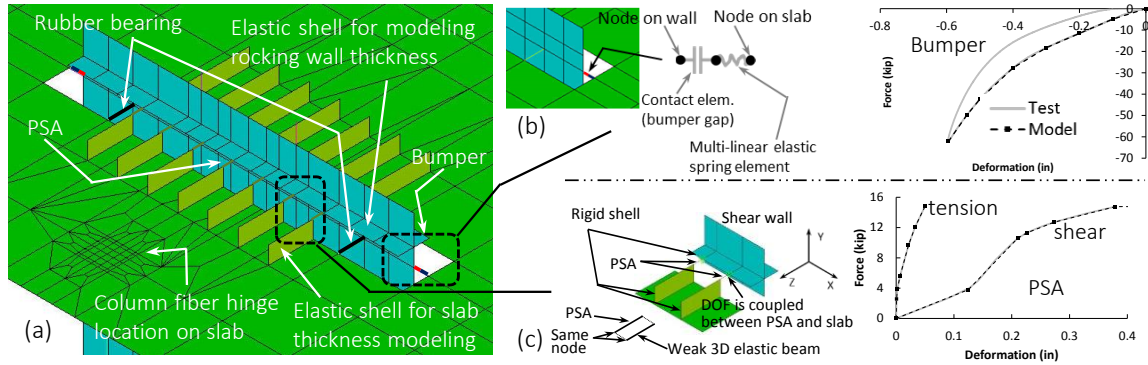 Rubber bearing
Elastic shell for modeling
rocking wall thickness
PSA
Bumper
Column fiber hinge
location on slab
Elastic shell for slab
thickness modeling
(a)
Node on wall
Node on slab
Contact elem.
(bumper gap)
Multi-linear elastic
spring element
(b)
-0.8
-0.6
-0.4
-0.2
0
0
-10
-20
-30
-40
-50
-60
70
Bumper
Test
Model
Force (kip)
Deformation (in)
Rigid shell
Shear wall
PSA
Y
Z
X
DOF is coupled
between PSA and slab
PSA
Same
node
Weak 3D elastic beam
(c)
16
12
8
4
0
tension
shear
PSA
Force (kip)
0
0.1
0.2
0.3
0.4
Deformation (in)